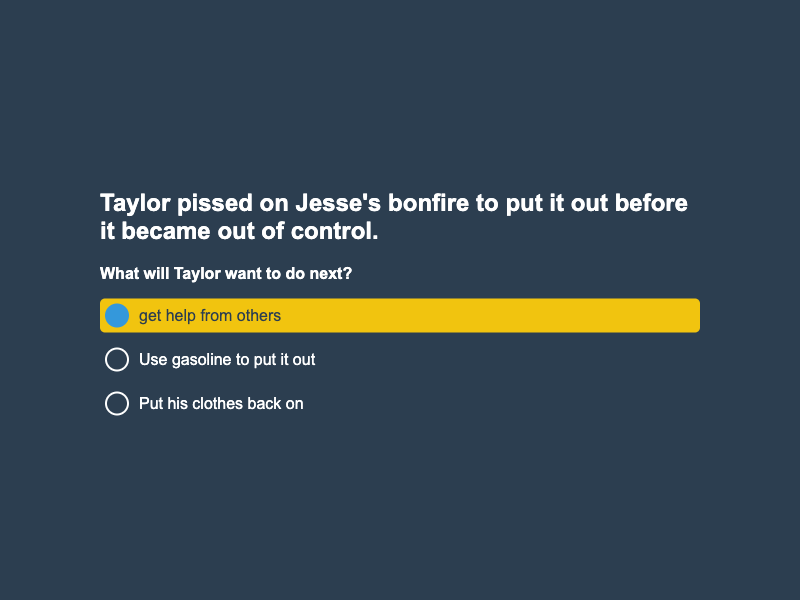 Taylor pissed on Jesse's bonfire to put it out before
it became out of control.
What will Taylor want to do next?
get help from others
Use gasoline to put it out
Put his clothes back on